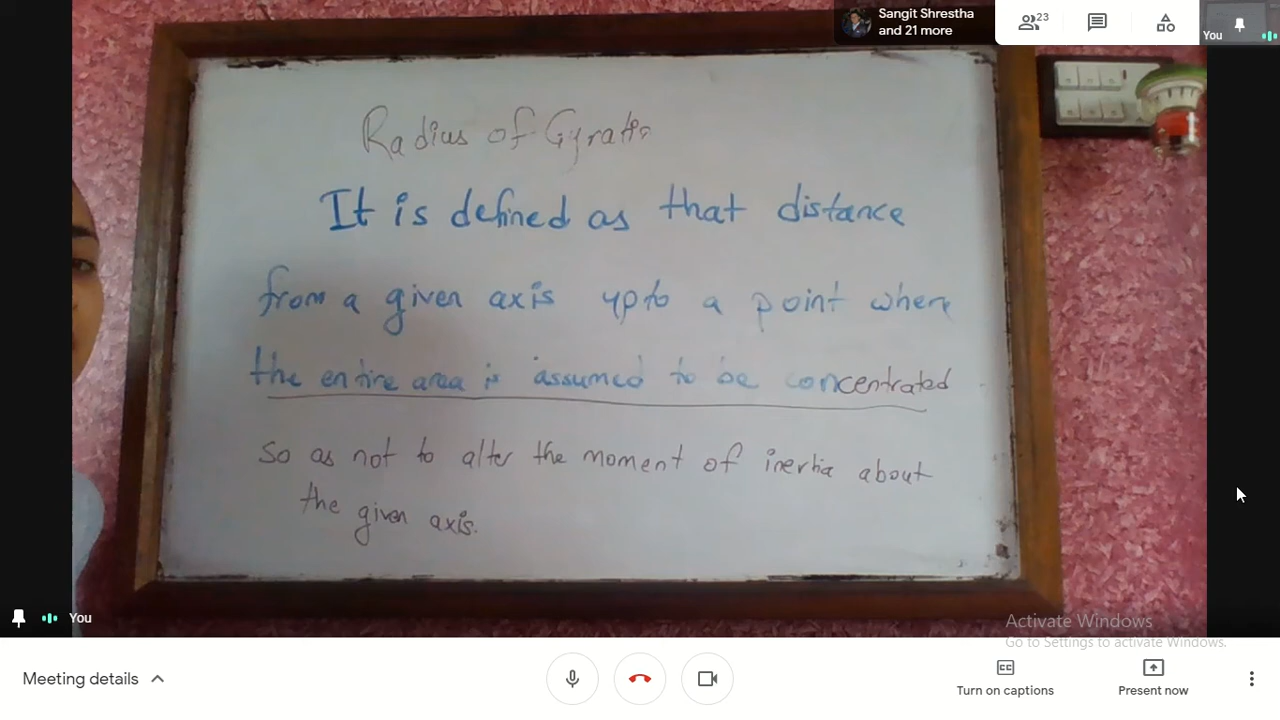 Sangit Shrestha
and 21 more
23
You
Radius of Gyratio
It is defined as that distance
from a given axis upto a point where
the entire area is assumed to be concentrated
So as not to alter the moment of inertia about
the given axis.
You
Activate Windows
Go to Settings to activate Windows.
Meeting details
CC
Turn on captions
Present now